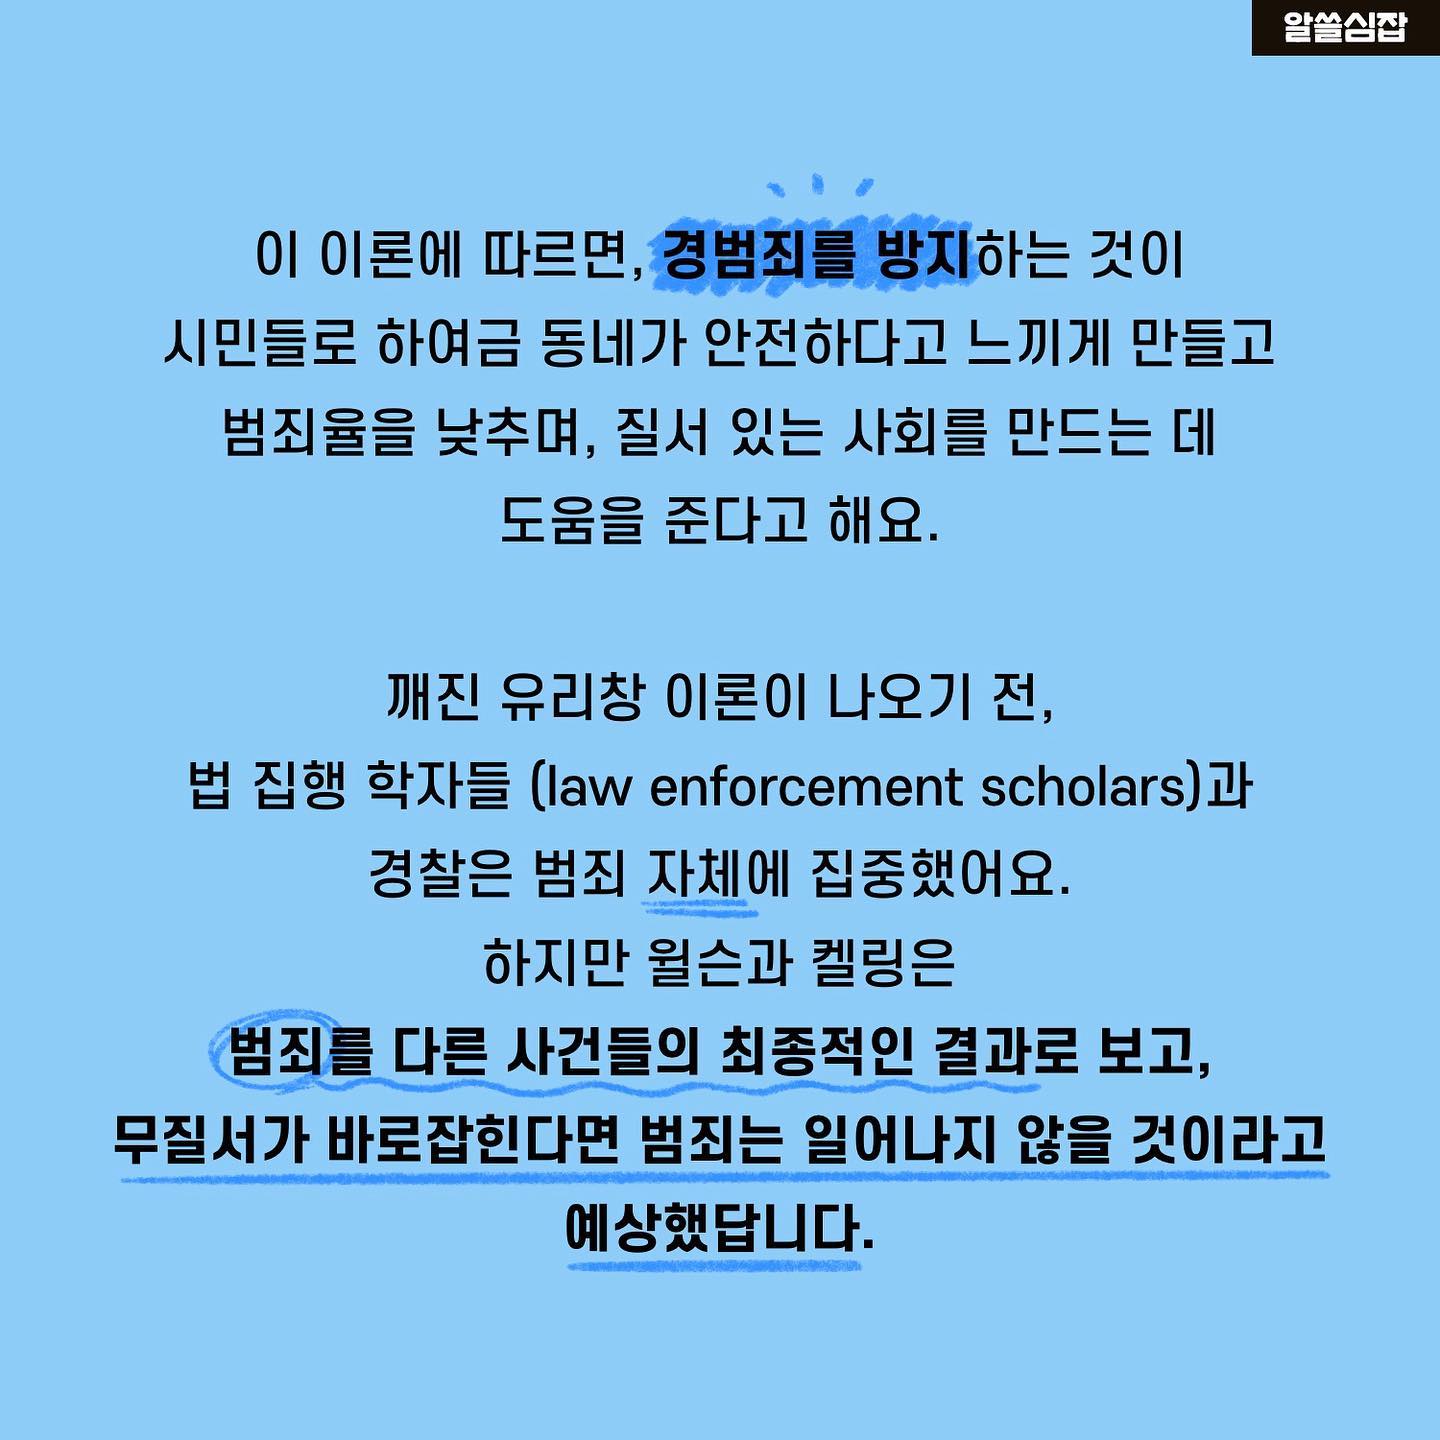 알쓸심잡
이 이론에 따르면, 경범죄를 방지하는 것이
시민들로 하여금 동네가 안전하다고 느끼게 만들고
범죄율을 낮추며, 질서 있는 사회를 만드는 데
도움을 준다고 해요.
깨진 유리창 이론이 나오기 전,
법 집행 학자들 (law enforcement scholars)과
경찰은 범죄 자체에 집중했어요.
하지만 윌슨과 켈링은
범죄를 다른 사건들의 최종적인 결과로 보고,
무질서가 바로잡힌다면 범죄는 일어나지 않을 것이라고
예상했답니다.